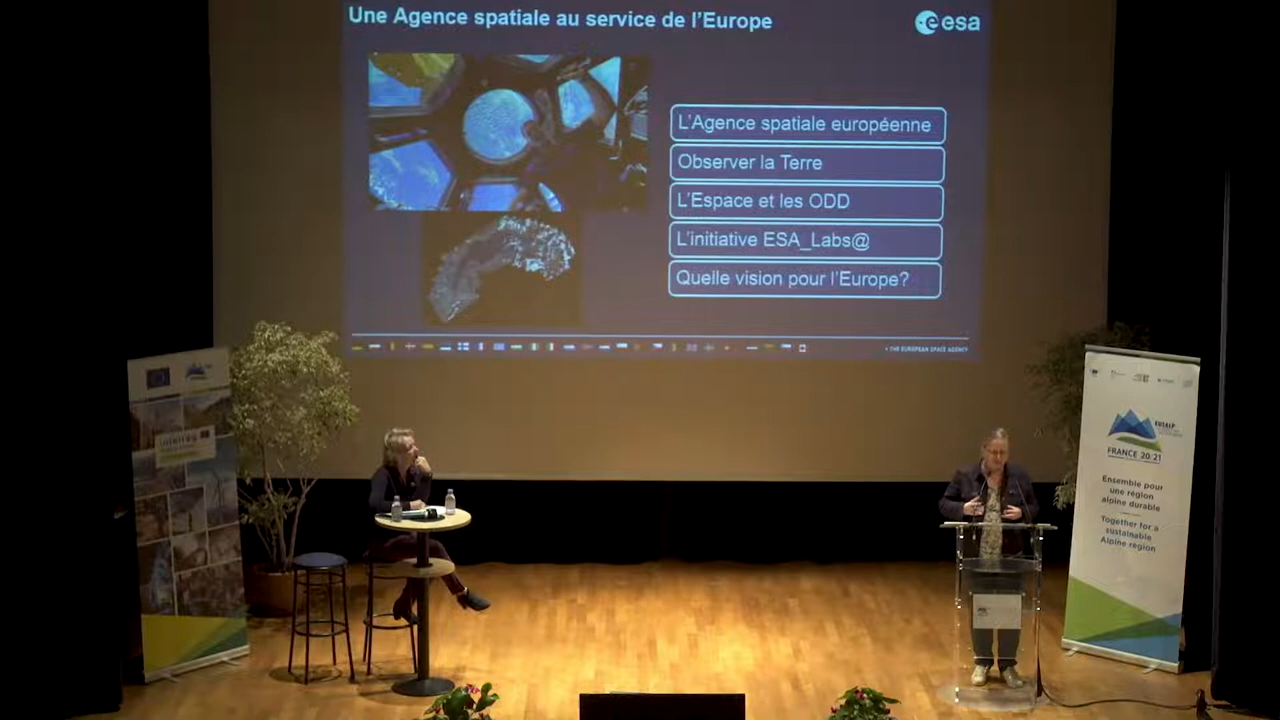 Une Agence spatiale au service de l'Europe
esa
L'Agence spatiale européenne
Observer la Terre
L'Espace et les ODD
L'initiative ESA_Labs@
Quelle vision pour l'Europe?
THE EUROPEAN SPACE AGENCY
Interreg
EUSALP
FRANCE 20/21
Ensemble pour
une région
alpine durable
Together for a
sustainable
Alpine region